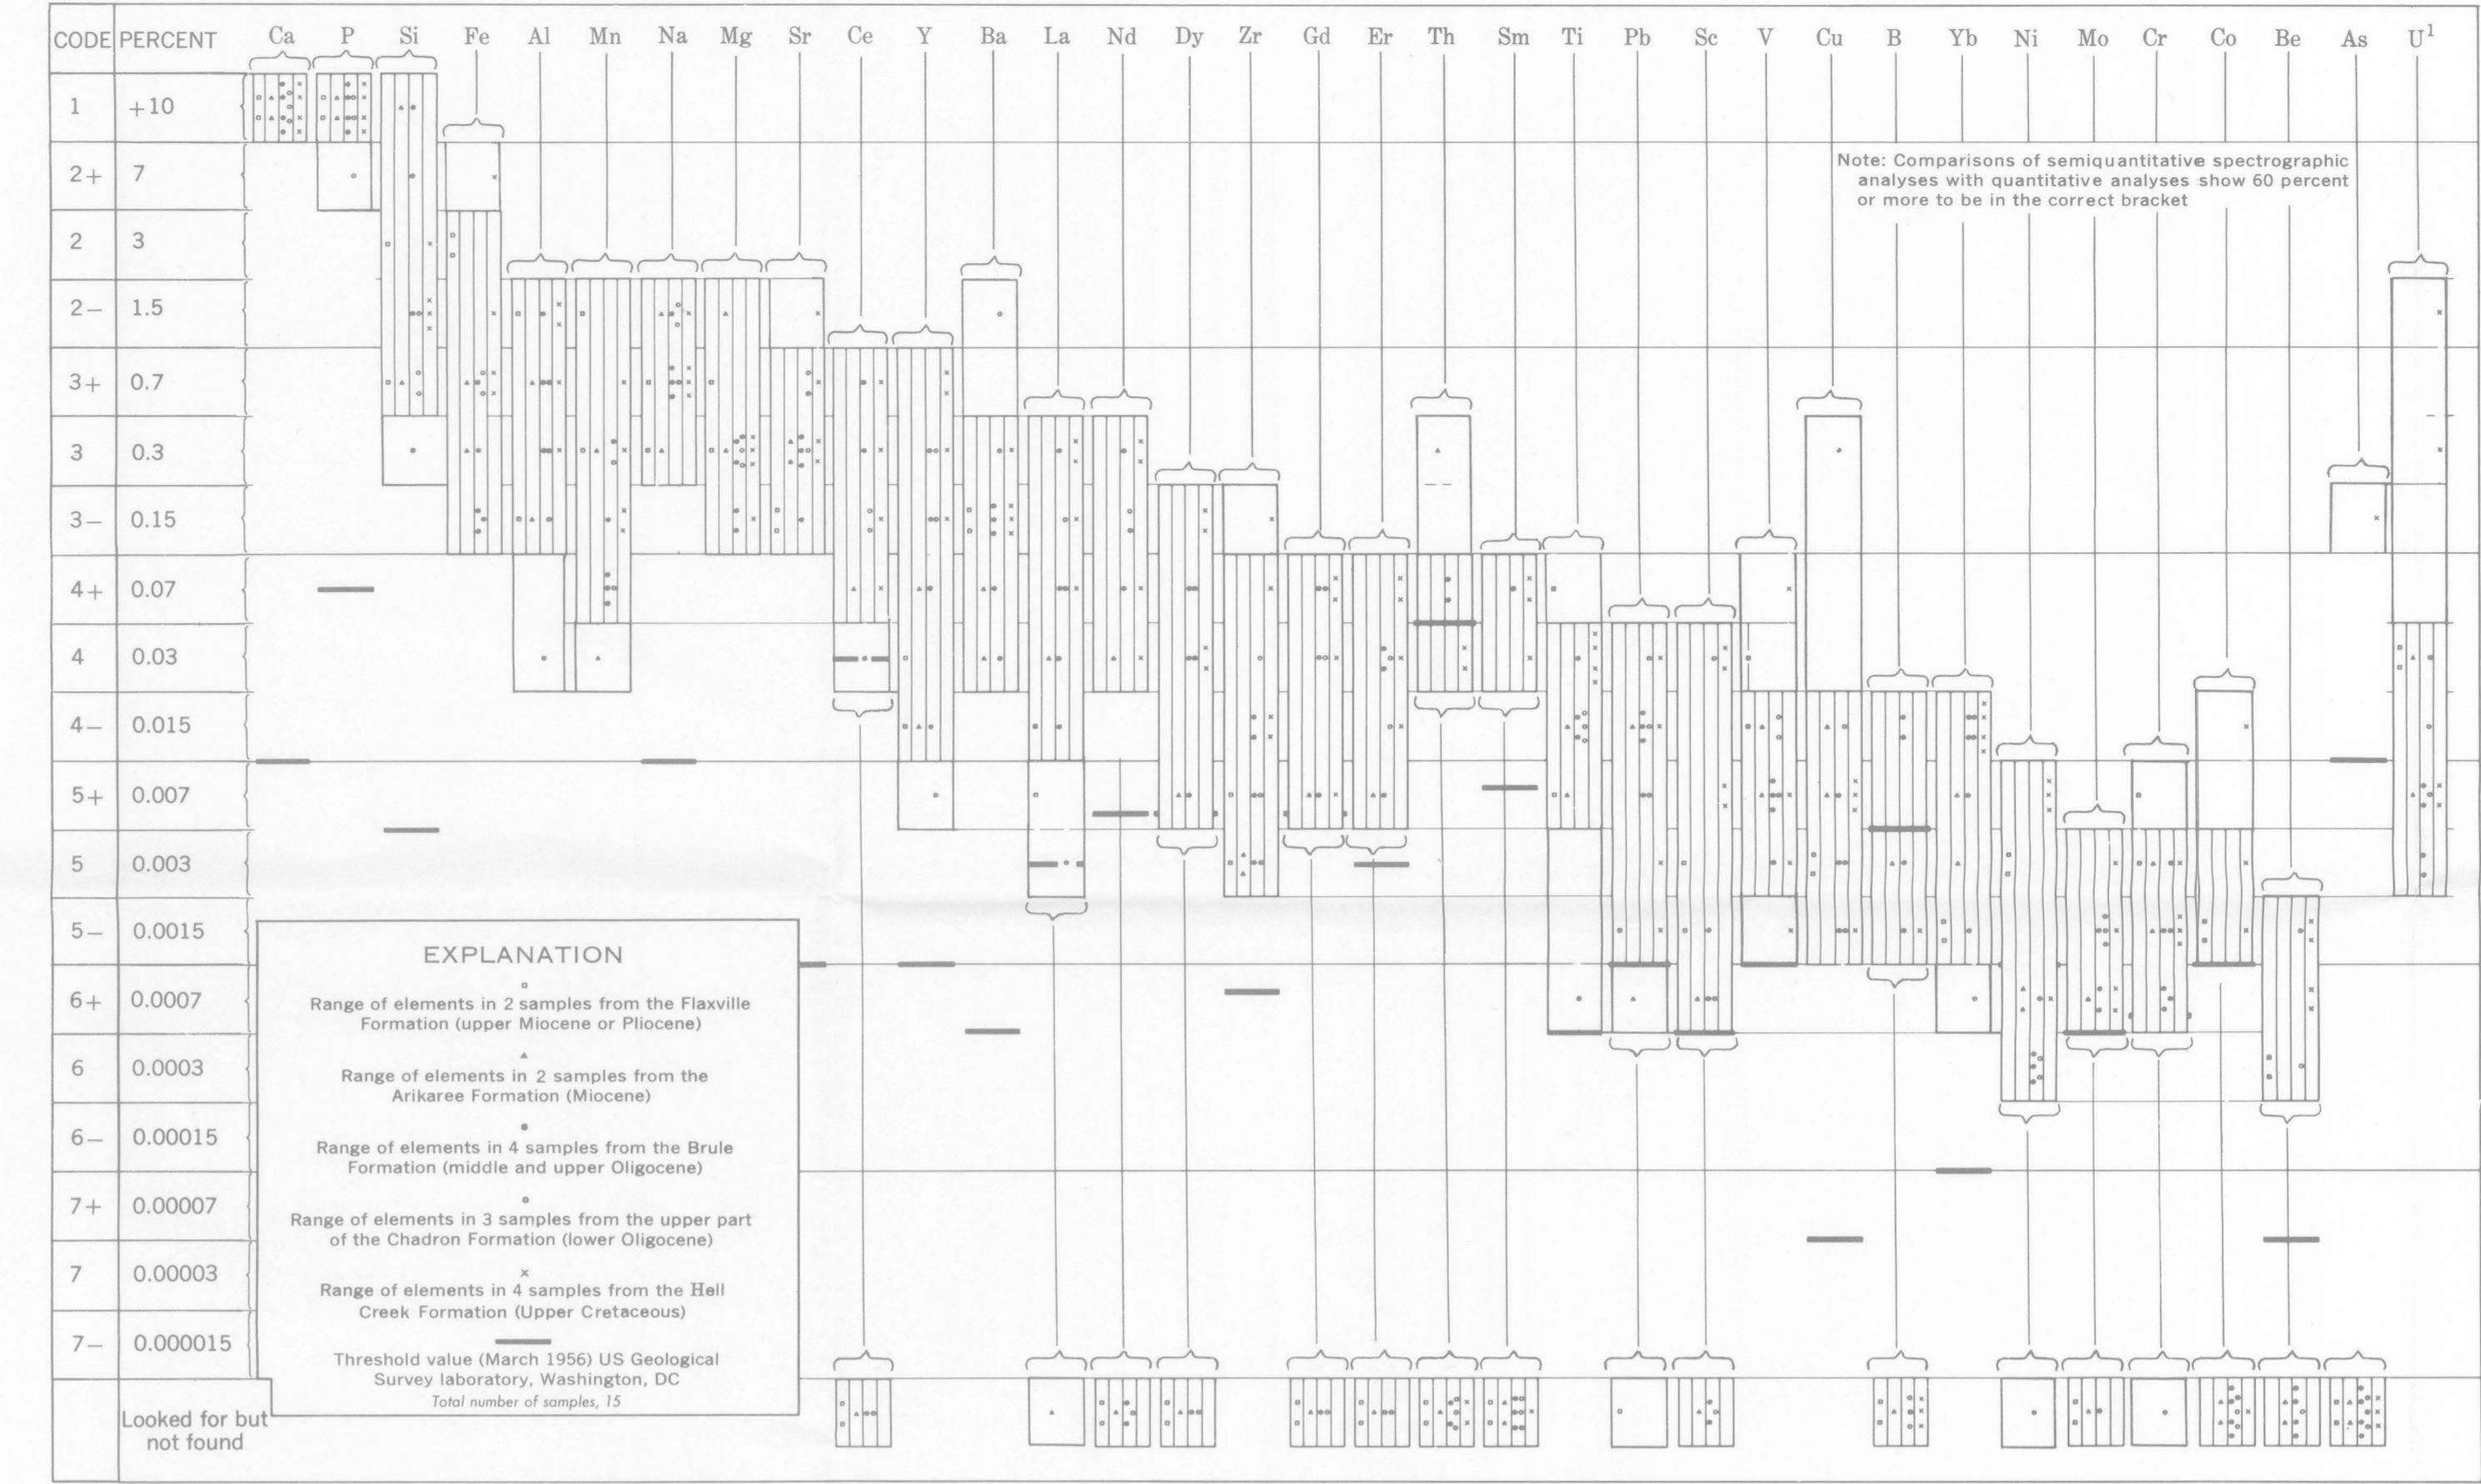 CODE PERCENT Ca P Si Fe Al Mn Na Mg Sr Ce Y Ba La Nd Dy Zr Gd Er Th Sm Ti Pb Sc V Cu B Yb Ni Mo Cr Co Be As U¹
1 +10
2+ 7
2 3
2− 1.5
3+ 0.7
3 0.3
3− 0.15
4+ 0.07
4 0.03
4− 0.015
5+ 0.007
5 0.003
5− 0.0015
6+ 0.0007
6 0.0003
6− 0.00015
7+ 0.00007
7 0.00003
7− 0.000015
Looked for but
not found
Note: Comparisons of semiquantitative spectrographic
analyses with quantitative analyses show 60 percent
or more to be in the correct bracket
EXPLANATION
Range of elements in 2 samples from the Flaxville
Formation (upper Miocene or Pliocene)
Range of elements in 2 samples from the
Arikaree Formation (Miocene)
Range of elements in 4 samples from the Brule
Formation (middle and upper Oligocene)
Range of elements in 3 samples from the upper part
of the Chadron Formation (lower Oligocene)
Range of elements in 4 samples from the Hell
Creek Formation (Upper Cretaceous)
Threshold value (March 1956) US Geological
Survey laboratory, Washington, DC
Total number of samples, 15